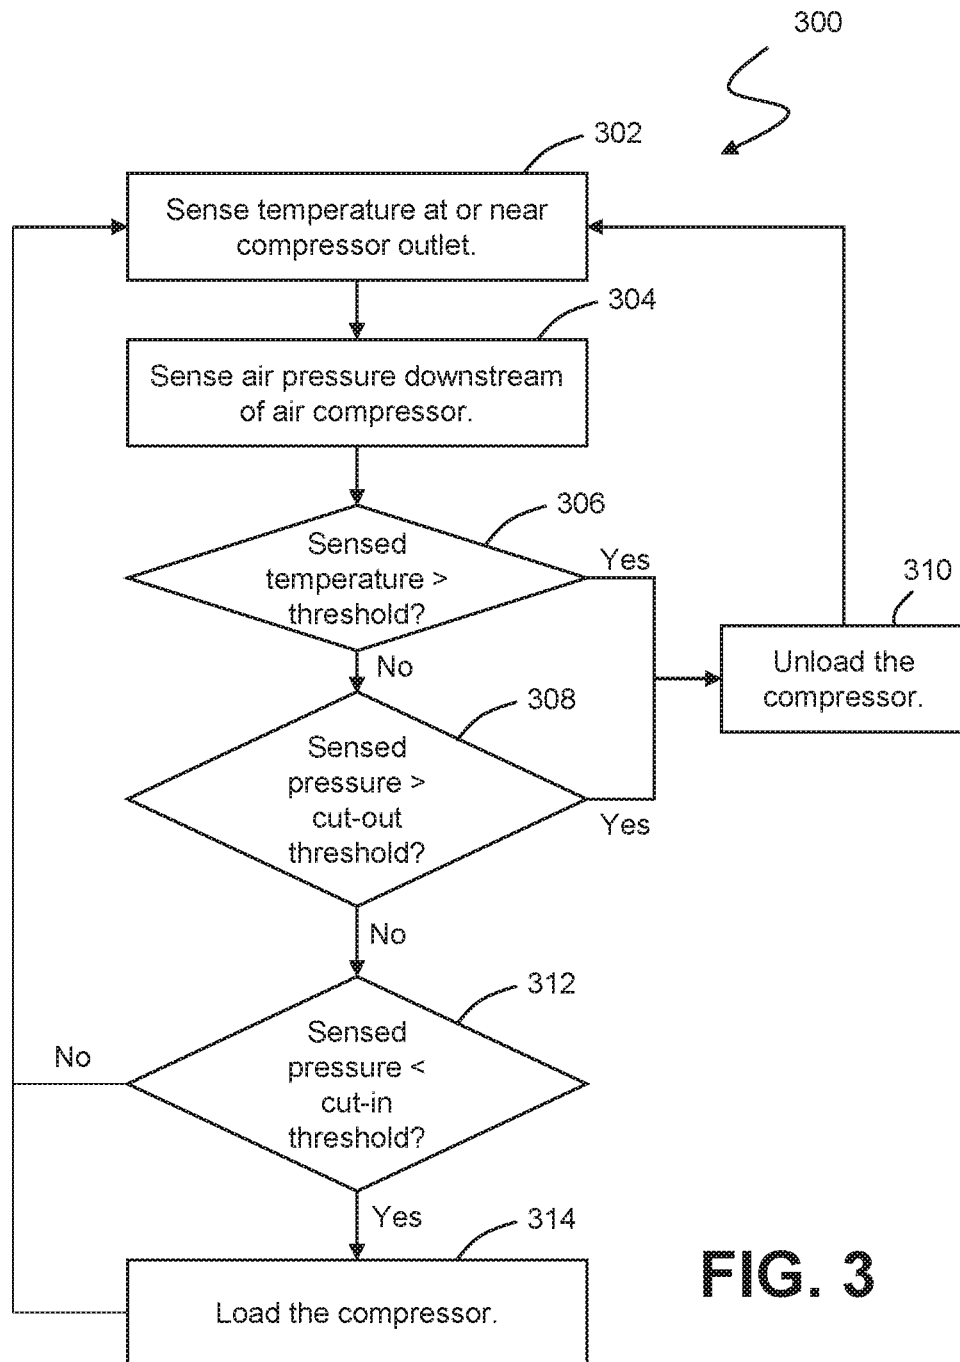 300
302
Sense temperature at or near
compressor outlet.
304
Sense air pressure downstream
of air compressor.
306
Sensed
temperature >
threshold?
Yes
310
Unload the
compressor.
No
308
Sensed
pressure >
cut-out
threshold?
Yes
No
312
Sensed
pressure <
cut-in
threshold?
No
Yes
314
Load the compressor.
FIG. 3